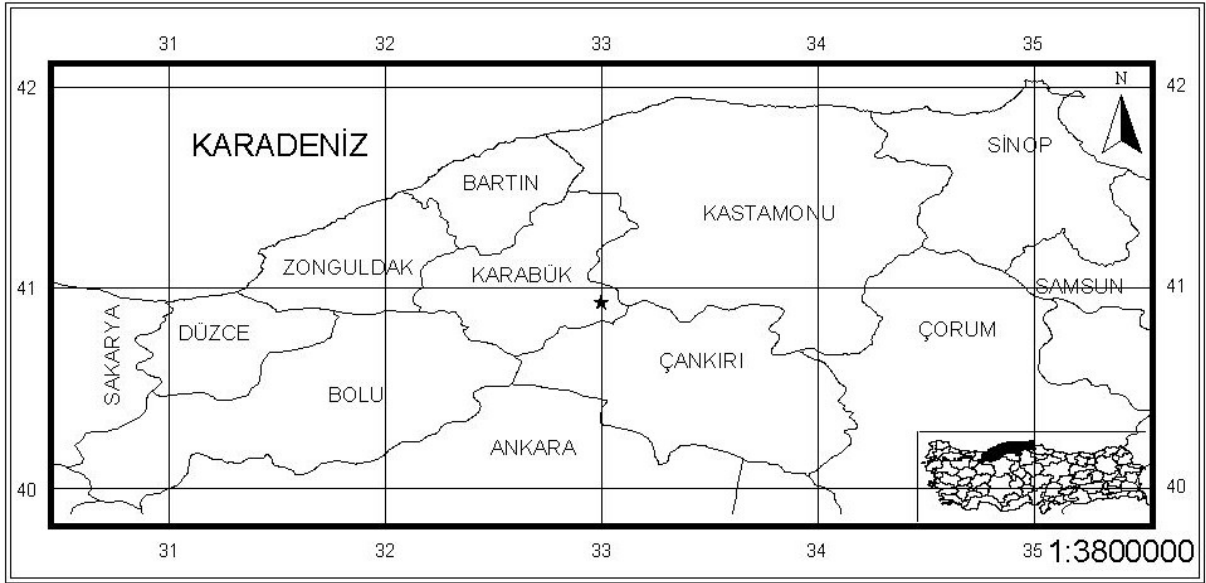 31 32 33 34 35
42 42
N
KARADENİZ
SİNOP
BARTIN
KASTAMONU
ZONGULDAK
KARABÜK
41 41
SAMSUN
SAKARYA
DÜZCE
ÇORUM
ÇANKIRI
BOLU
ANKARA
40 40
31 32 33 34 35 1:3800000